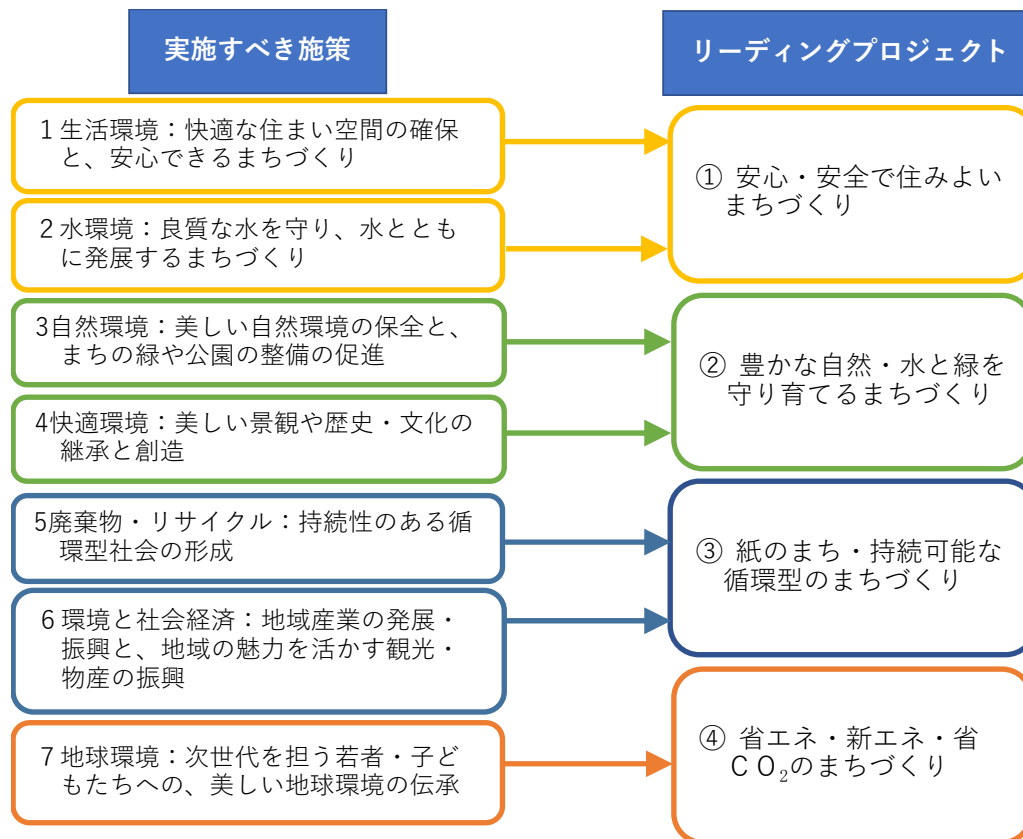 実施すべき施策
リーディングプロジェクト
1 生活環境：快適な住まい空間の確保
と、安心できるまちづくり
2 水環境：良質な水を守り、水ととも
に発展するまちづくり
① 安心・安全で住みよい
まちづくり
3自然環境：美しい自然環境の保全と、
まちの緑や公園の整備の促進
4快適環境：美しい景観や歴史・文化の
継承と創造
② 豊かな自然・水と緑を
守り育てるまちづくり
5廃棄物・リサイクル：持続性のある循
環型社会の形成
6 環境と社会経済：地域産業の発展・
振興と、地域の魅力を活かす観光・
物産の振興
③ 紙のまち・持続可能な
循環型のまちづくり
7 地球環境：次世代を担う若者・子ど
もたちへの、美しい地球環境の伝承
④ 省エネ・新エネ・省
ＣＯ₂のまちづくり